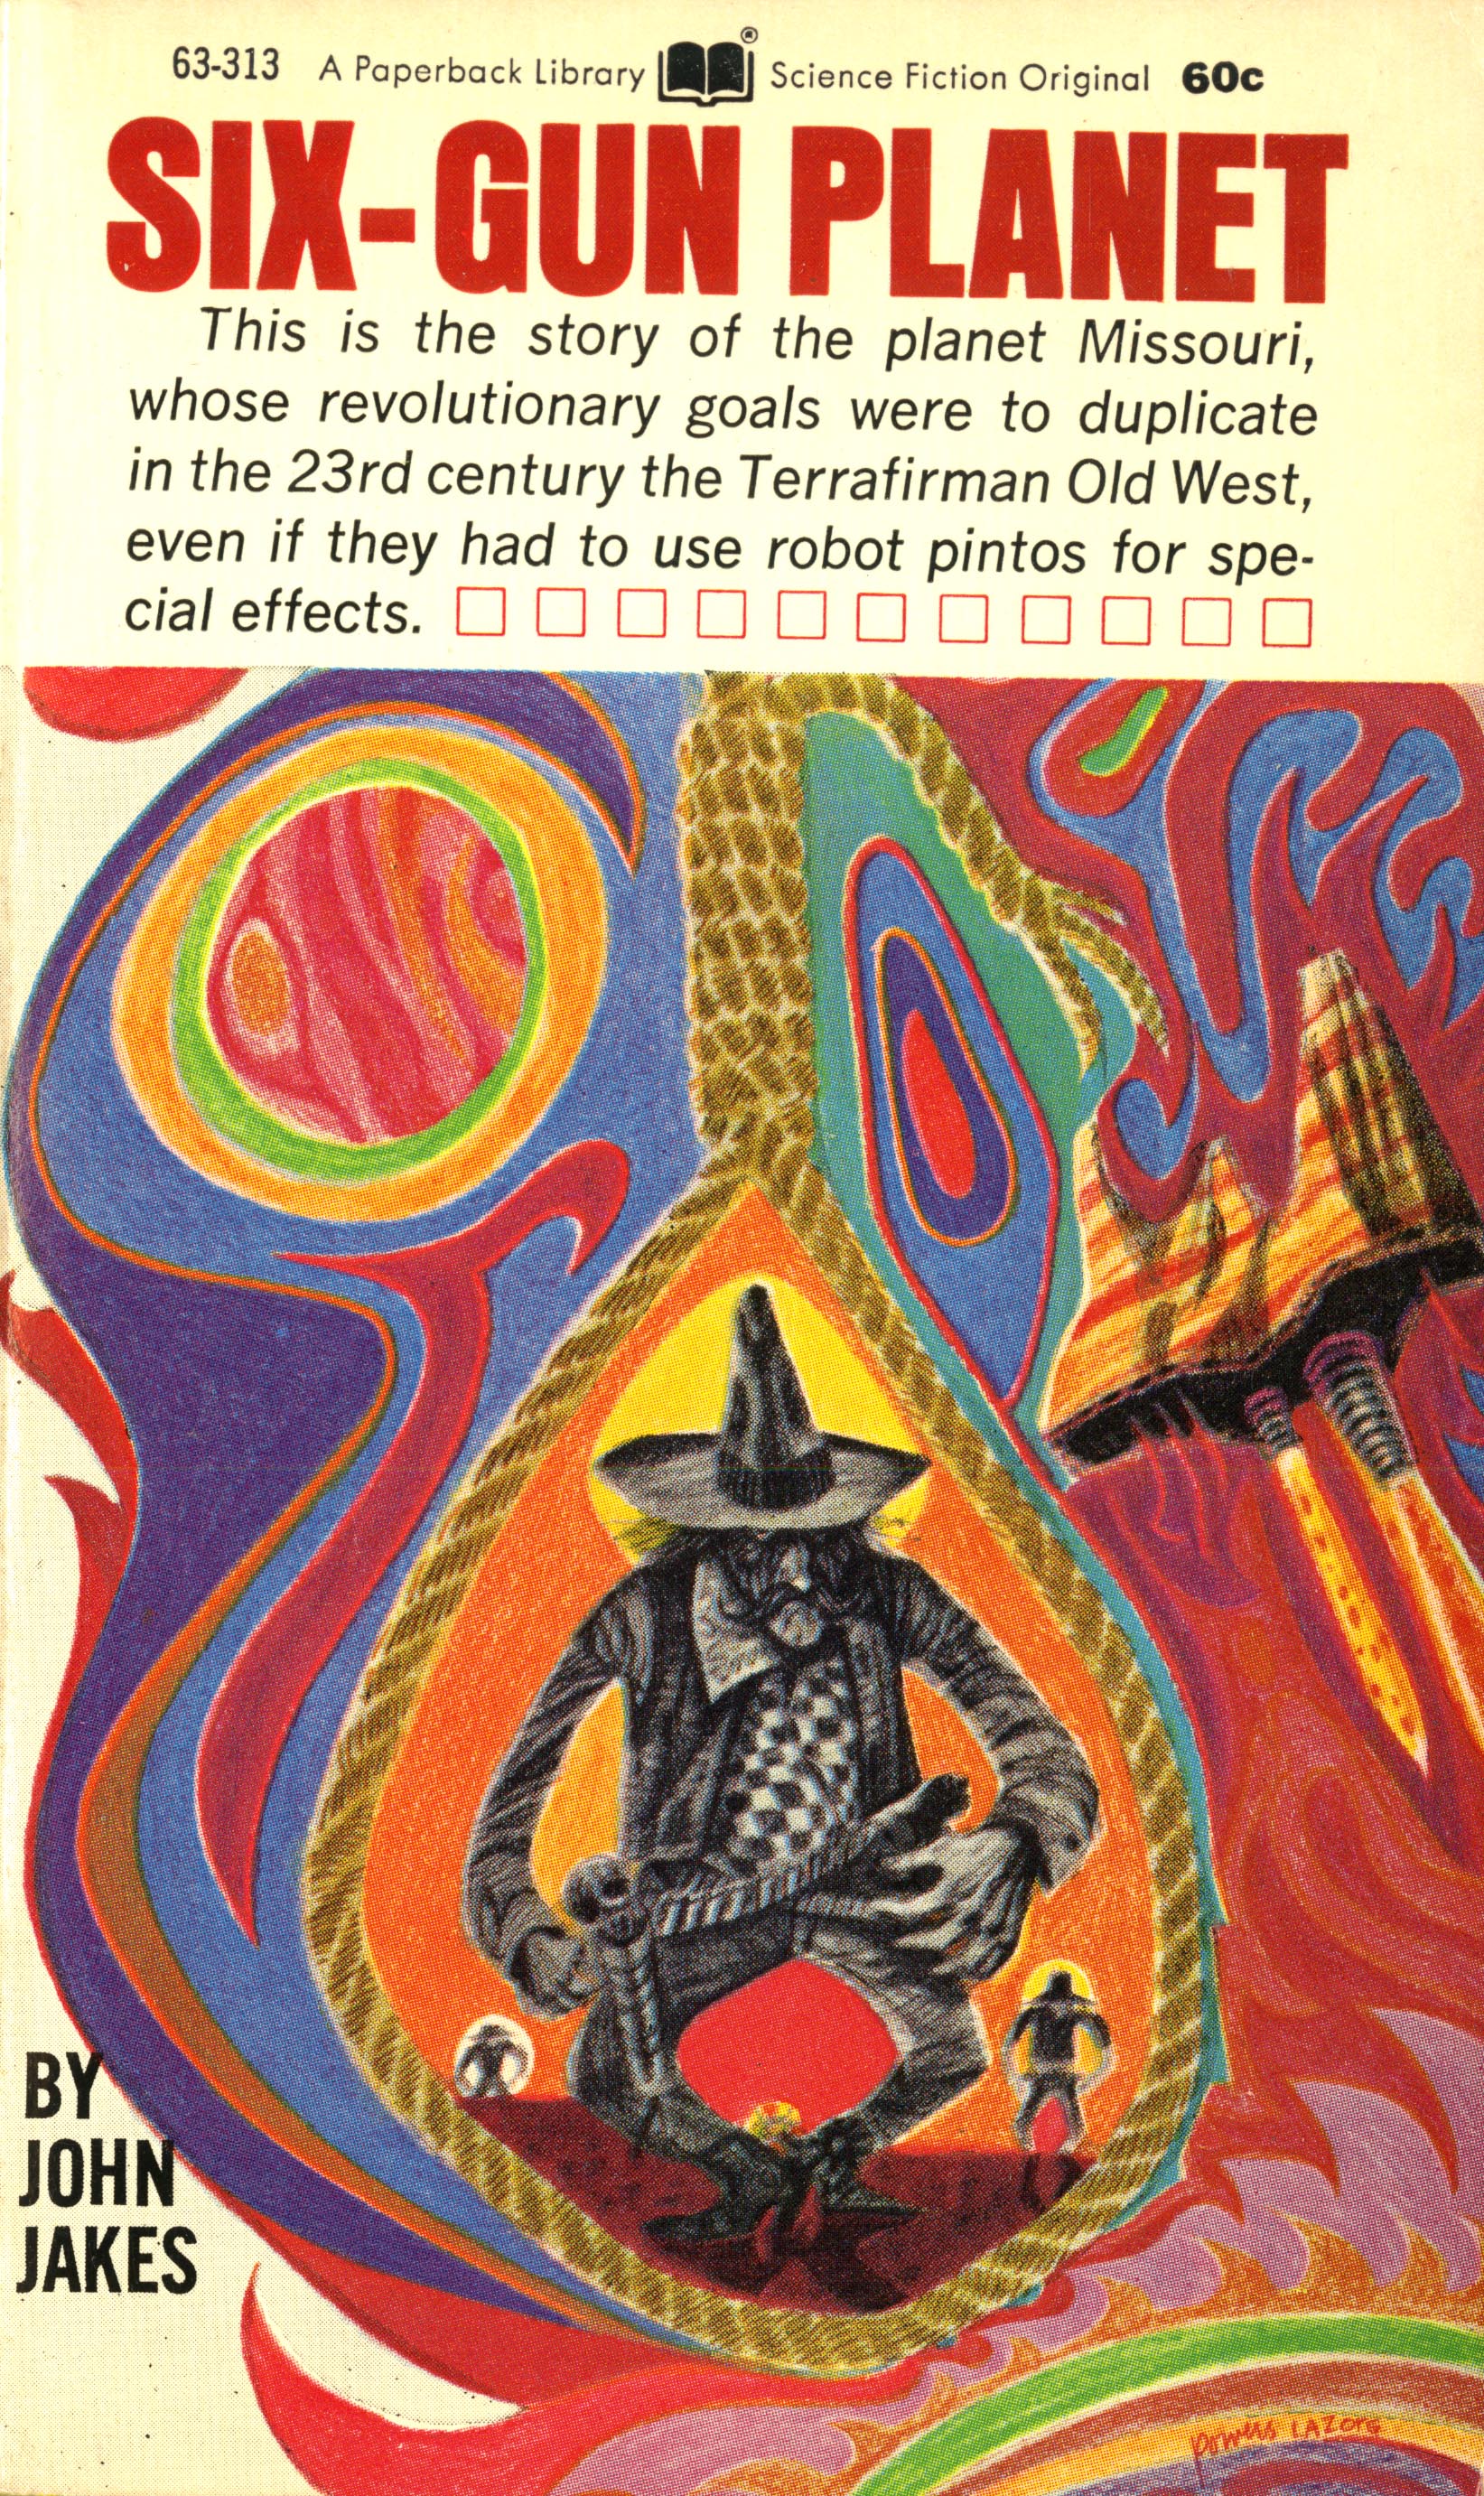 63-313 A Paperback Library ® Science Fiction Original 60c
SIX-GUN PLANET
This is the story of the planet Missouri,
whose revolutionary goals were to duplicate
in the 23rd century the Terrafirman Old West,
even if they had to use robot pintos for spe-
cial effects. □ □ □ □ □ □ □ □ □ □ □
BY
JOHN
JAKES
powers LAZorg